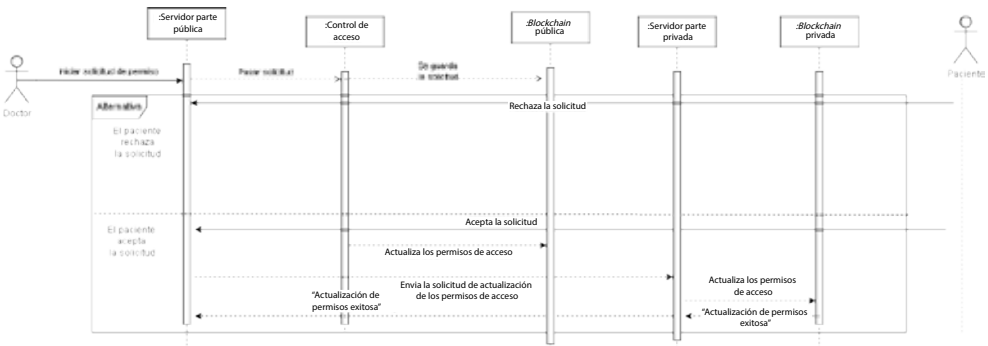 :Servidor parte
pública
:Control de
acceso
:Blockchain
pública
:Servidor parte
privada
:Blockchain
privada
Doctor
Paciente
Iniciar solicitud de permiso
Pasar solicitud
Se guarda
la solicitud
Alternativa
El paciente
rechaza
la solicitud
Rechaza la solicitud
El paciente
acepta
la solicitud
Acepta la solicitud
Actualiza los permisos de acceso
Envia la solicitud de actualización
de los permisos de acceso
Actualiza los permisos
de acceso
"Actualización de
permisos exitosa"
"Actualización de permisos
exitosa"